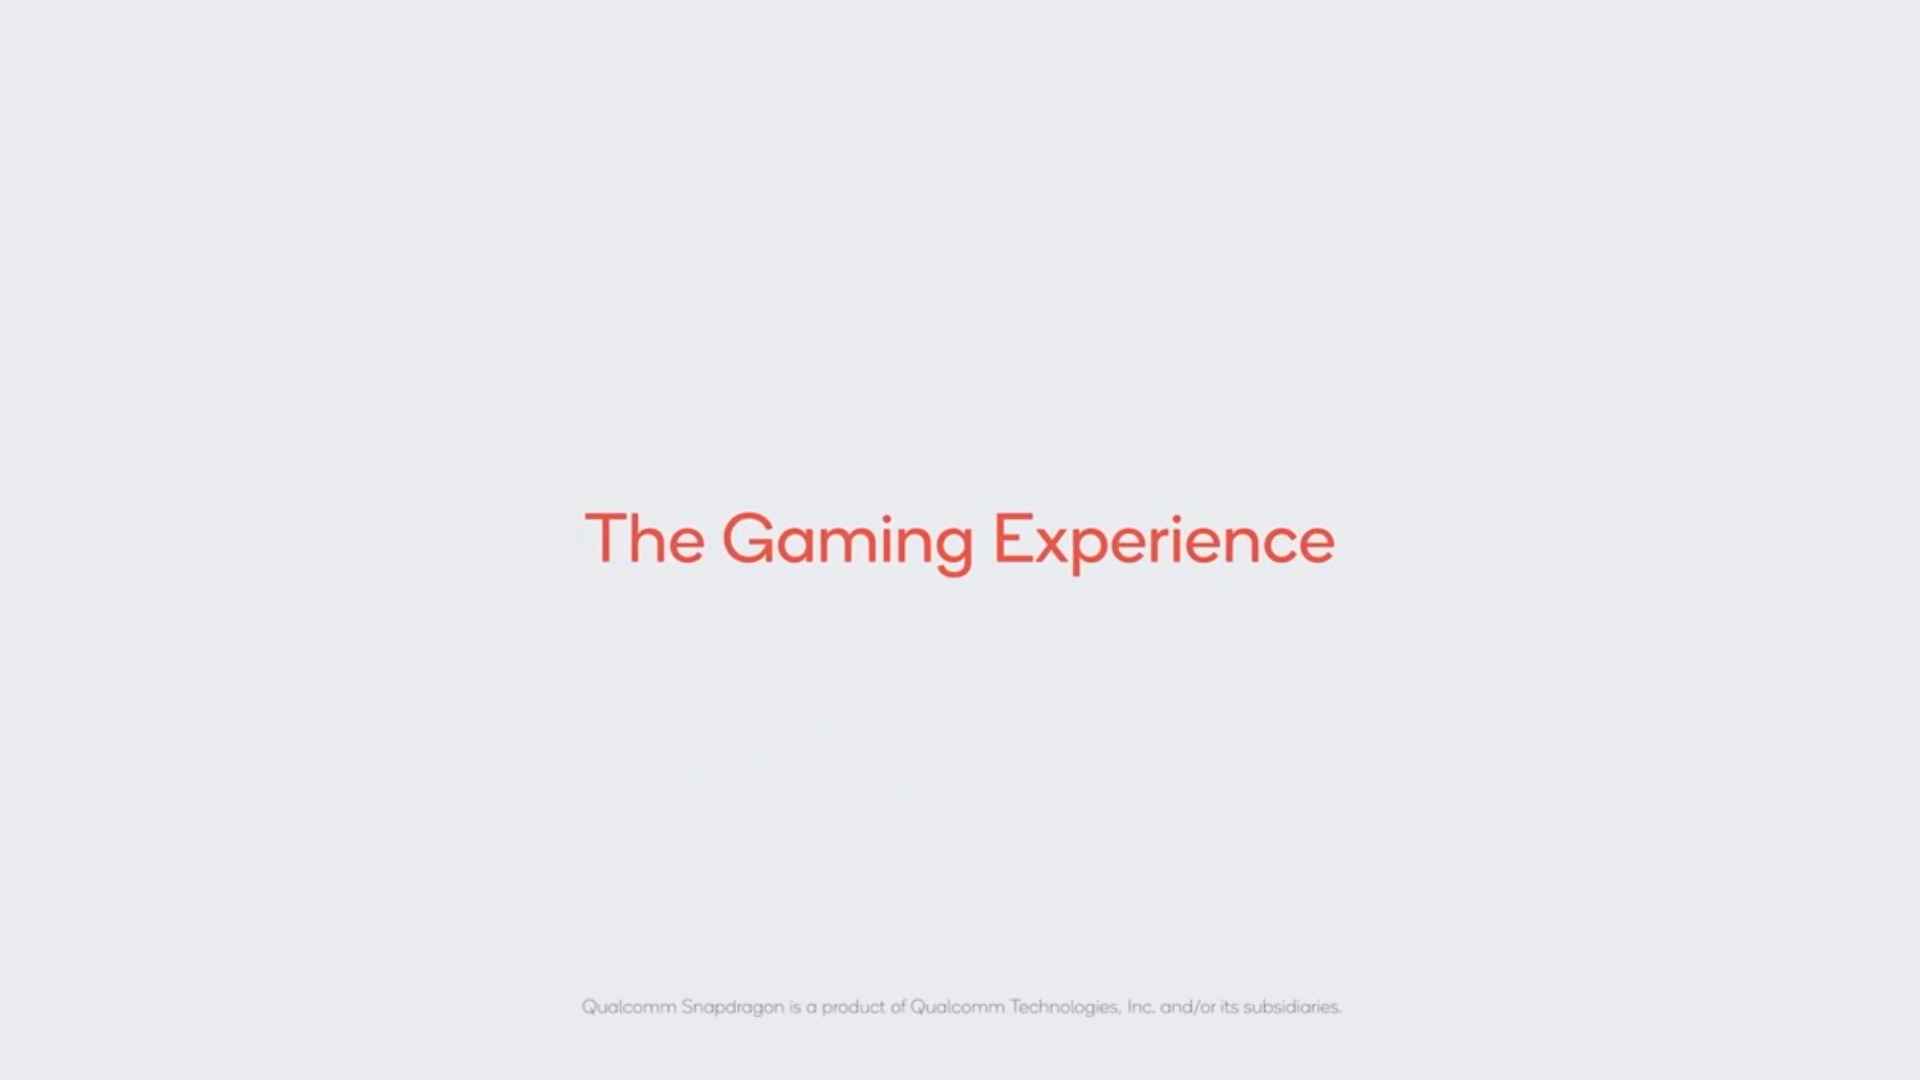 The Gaming Experience
Qualcomm Snapdragon is a product of Qualcomm Technologies, Inc. and/or its subsidiaries.